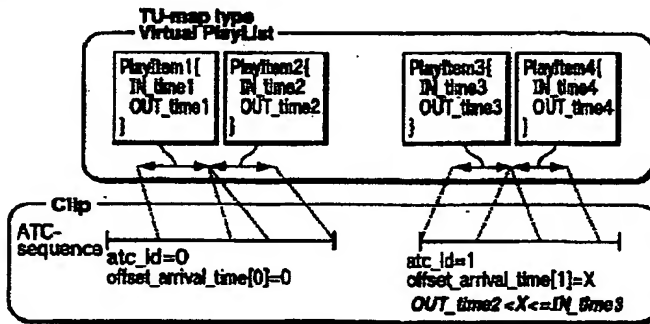 TU-map type
Virtual PlayList
PlayItem1{
IN_time1
OUT_time1
}
PlayItem2{
IN_time2
OUT_time2
}
PlayItem3{
IN_time3
OUT_time3
}
PlayItem4{
IN_time4
OUT_time4
}
Clip
ATC-
sequence
atc_id=0
offset_arrival_time[0]=0
atc_id=1
offset_arrival_time[1]=X
OUT_time2<X<=IN_time3